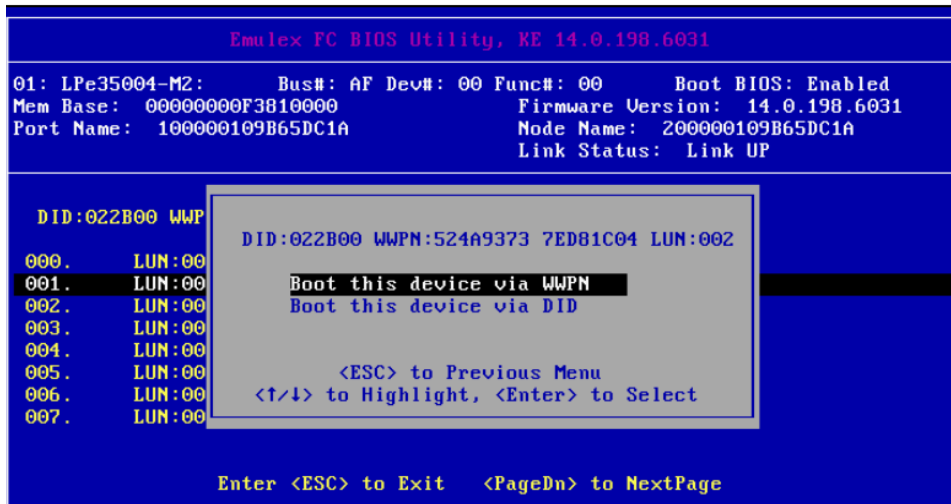 Emulex FC BIOS Utility, KE 14.0.198.6031
01: LPe35004-M2: Bus#: AF Dev#: 00 Func#: 00 Boot BIOS: Enabled
Mem Base: 00000000F3810000 Firmware Version: 14.0.198.6031
Port Name: 100000109B65DC1A Node Name: 200000109B65DC1A
Link Status: Link UP
DID:022B00 WWP
DID:022B00 WWPN:524A9373 7ED81C04 LUN:002
000. LUN:00
001. LUN:00 Boot this device via WWPN
002. LUN:00 Boot this device via DID
003. LUN:00
004. LUN:00
005. LUN:00 <ESC> to Previous Menu
006. LUN:00 <↑/↓> to Highlight, <Enter> to Select
007. LUN:00
Enter <ESC> to Exit <PageDn> to NextPage